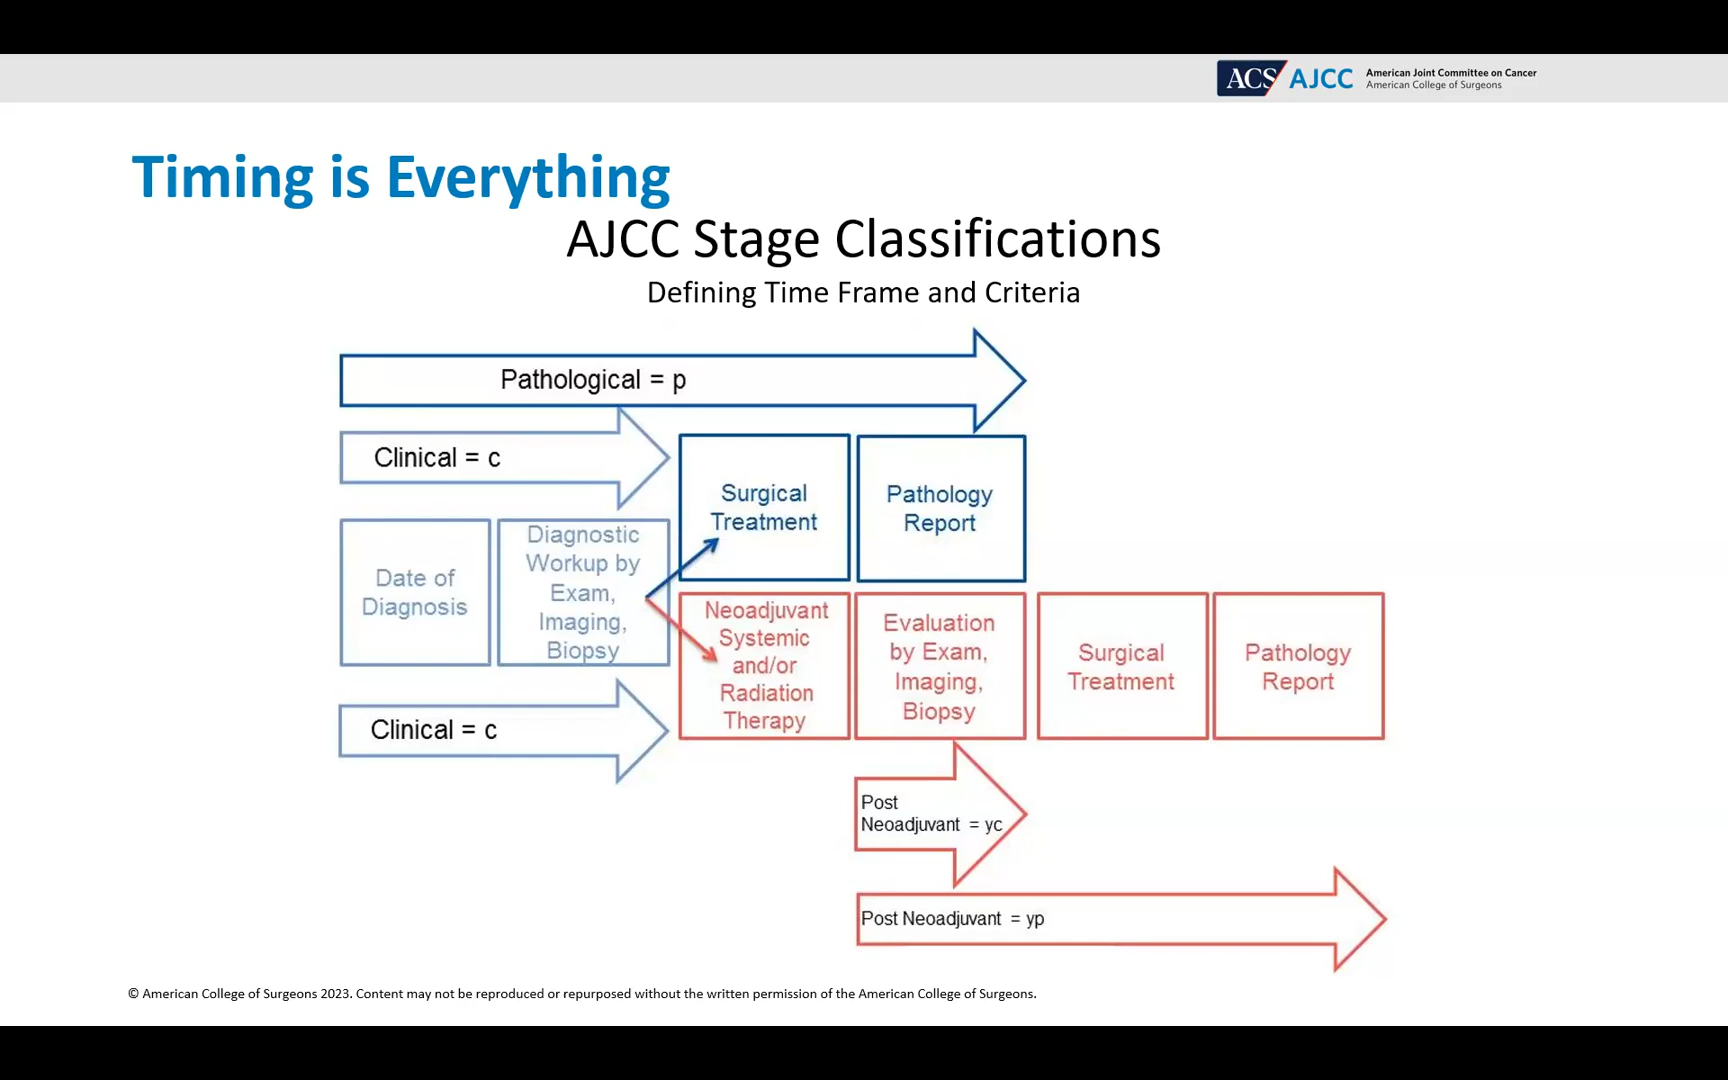 ACS AJCC American Joint Committee on Cancer
American College of Surgeons
Timing is Everything
AJCC Stage Classifications
Defining Time Frame and Criteria
Pathological = p
Clinical = c
Date of
Diagnosis
Diagnostic
Workup by
Exam,
Imaging,
Biopsy
Surgical
Treatment
Pathology
Report
Neoadjuvant
Systemic
and/or
Radiation
Therapy
Evaluation
by Exam,
Imaging,
Biopsy
Surgical
Treatment
Pathology
Report
Clinical = c
Post
Neoadjuvant = yc
Post Neoadjuvant = yp
© American College of Surgeons 2023. Content may not be reproduced or repurposed without the written permission of the American College of Surgeons.